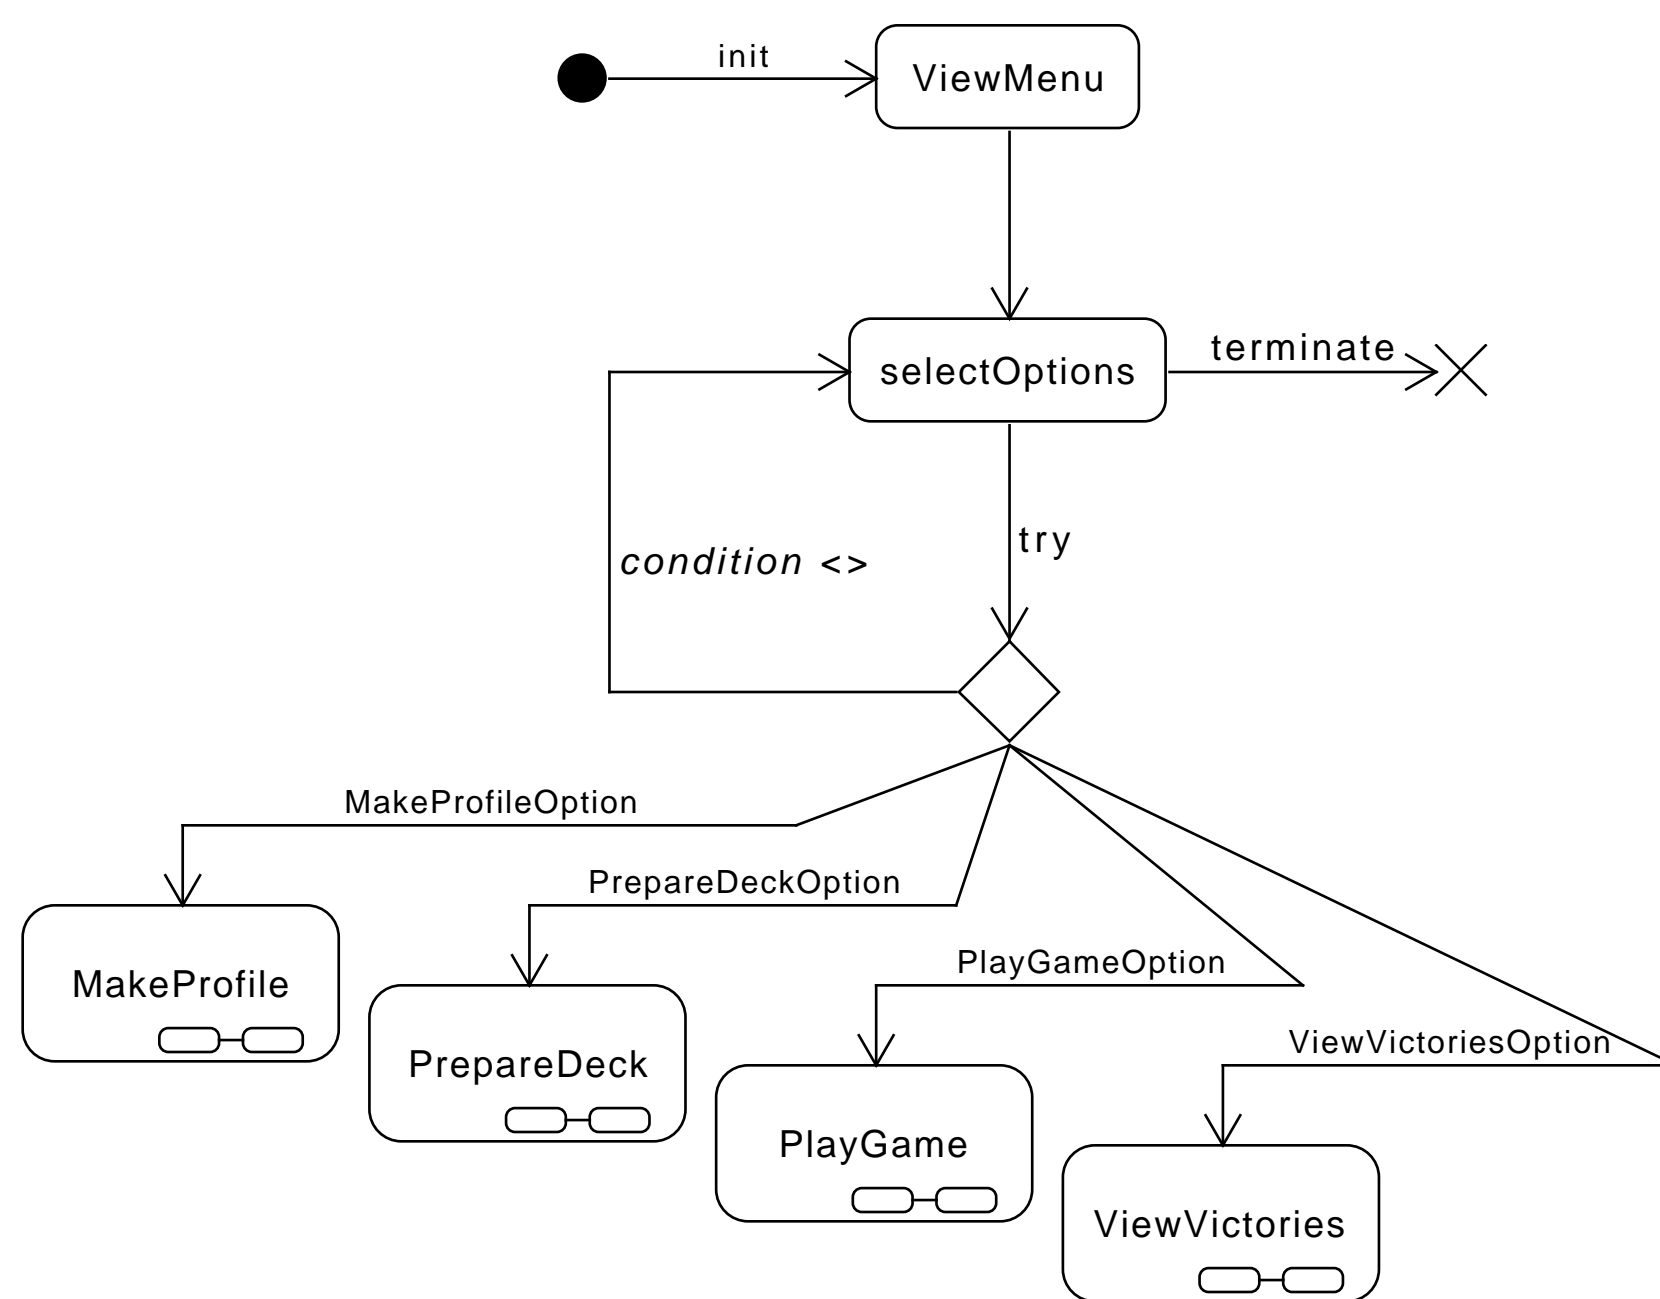 init
ViewMenu
terminate
selectOptions
try
condition <>
MakeProfileOption
PrepareDeckOption
PlayGameOption
MakeProfile
ViewVictoriesOption
PrepareDeck
PlayGame
ViewVictories